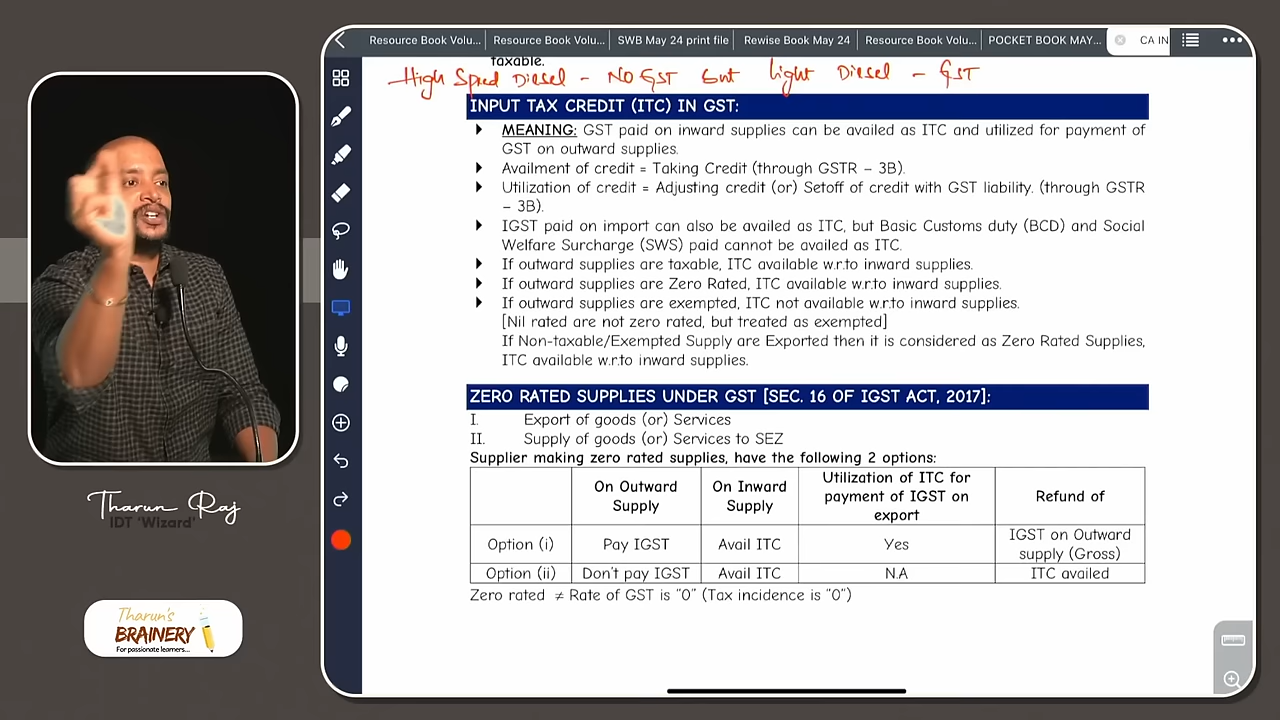 Resource Book Volu...
Resource Book Volu...
SWB May 24 print file
Rewise Book May 24
Resource Book Volu...
POCKET BOOK MAY...
CA IN
taxable.
High Speed Diesel - NO GST but light Diesel - GST
INPUT TAX CREDIT (ITC) IN GST:
MEANING: GST paid on inward supplies can be availed as ITC and utilized for payment of
GST on outward supplies.
Availment of credit = Taking Credit (through GSTR – 3B).
Utilization of credit = Adjusting credit (or) Setoff of credit with GST liability. (through GSTR
– 3B).
IGST paid on import can also be availed as ITC, but Basic Customs duty (BCD) and Social
Welfare Surcharge (SWS) paid cannot be availed as ITC.
If outward supplies are taxable, ITC available w.r.to inward supplies.
If outward supplies are Zero Rated, ITC available w.r.to inward supplies.
If outward supplies are exempted, ITC not available w.r.to inward supplies.
[Nil rated are not zero rated, but treated as exempted]
If Non-taxable/Exempted Supply are Exported then it is considered as Zero Rated Supplies,
ITC available w.r.to inward supplies.
ZERO RATED SUPPLIES UNDER GST [SEC. 16 OF IGST ACT, 2017]:
I. Export of goods (or) Services
II. Supply of goods (or) Services to SEZ
Supplier making zero rated supplies, have the following 2 options:
On Outward Supply
On Inward Supply
Utilization of ITC for payment of IGST on export
Refund of
Option (i) Pay IGST Avail ITC Yes IGST on Outward supply (Gross)
Option (ii) Don't pay IGST Avail ITC N.A ITC availed
Zero rated ≠ Rate of GST is "0" (Tax incidence is "0")
Tharun Raj
IDT 'Wizard'
Tharun's
BRAINERY
For passionate learners...